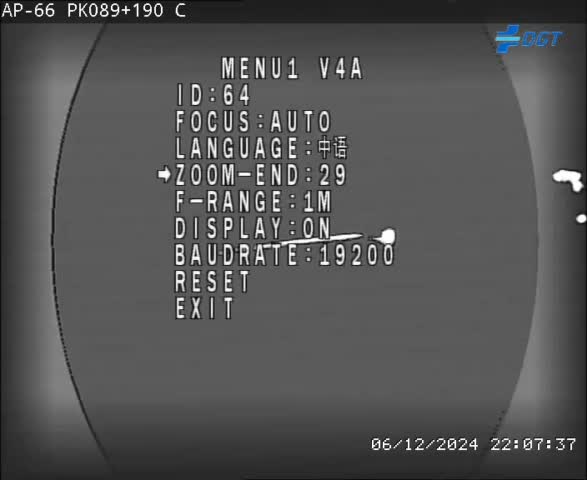 AP-66 PK089+190 C
DGT
MENU1 V4A
ID:64
FOCUS:AUTO
LANGUAGE:中语
ZOOM-END:29
F-RANGE:1M
DISPLAY:ON
BAUDRATE:19200
RESET
EXIT
06/12/2024 22:07:37